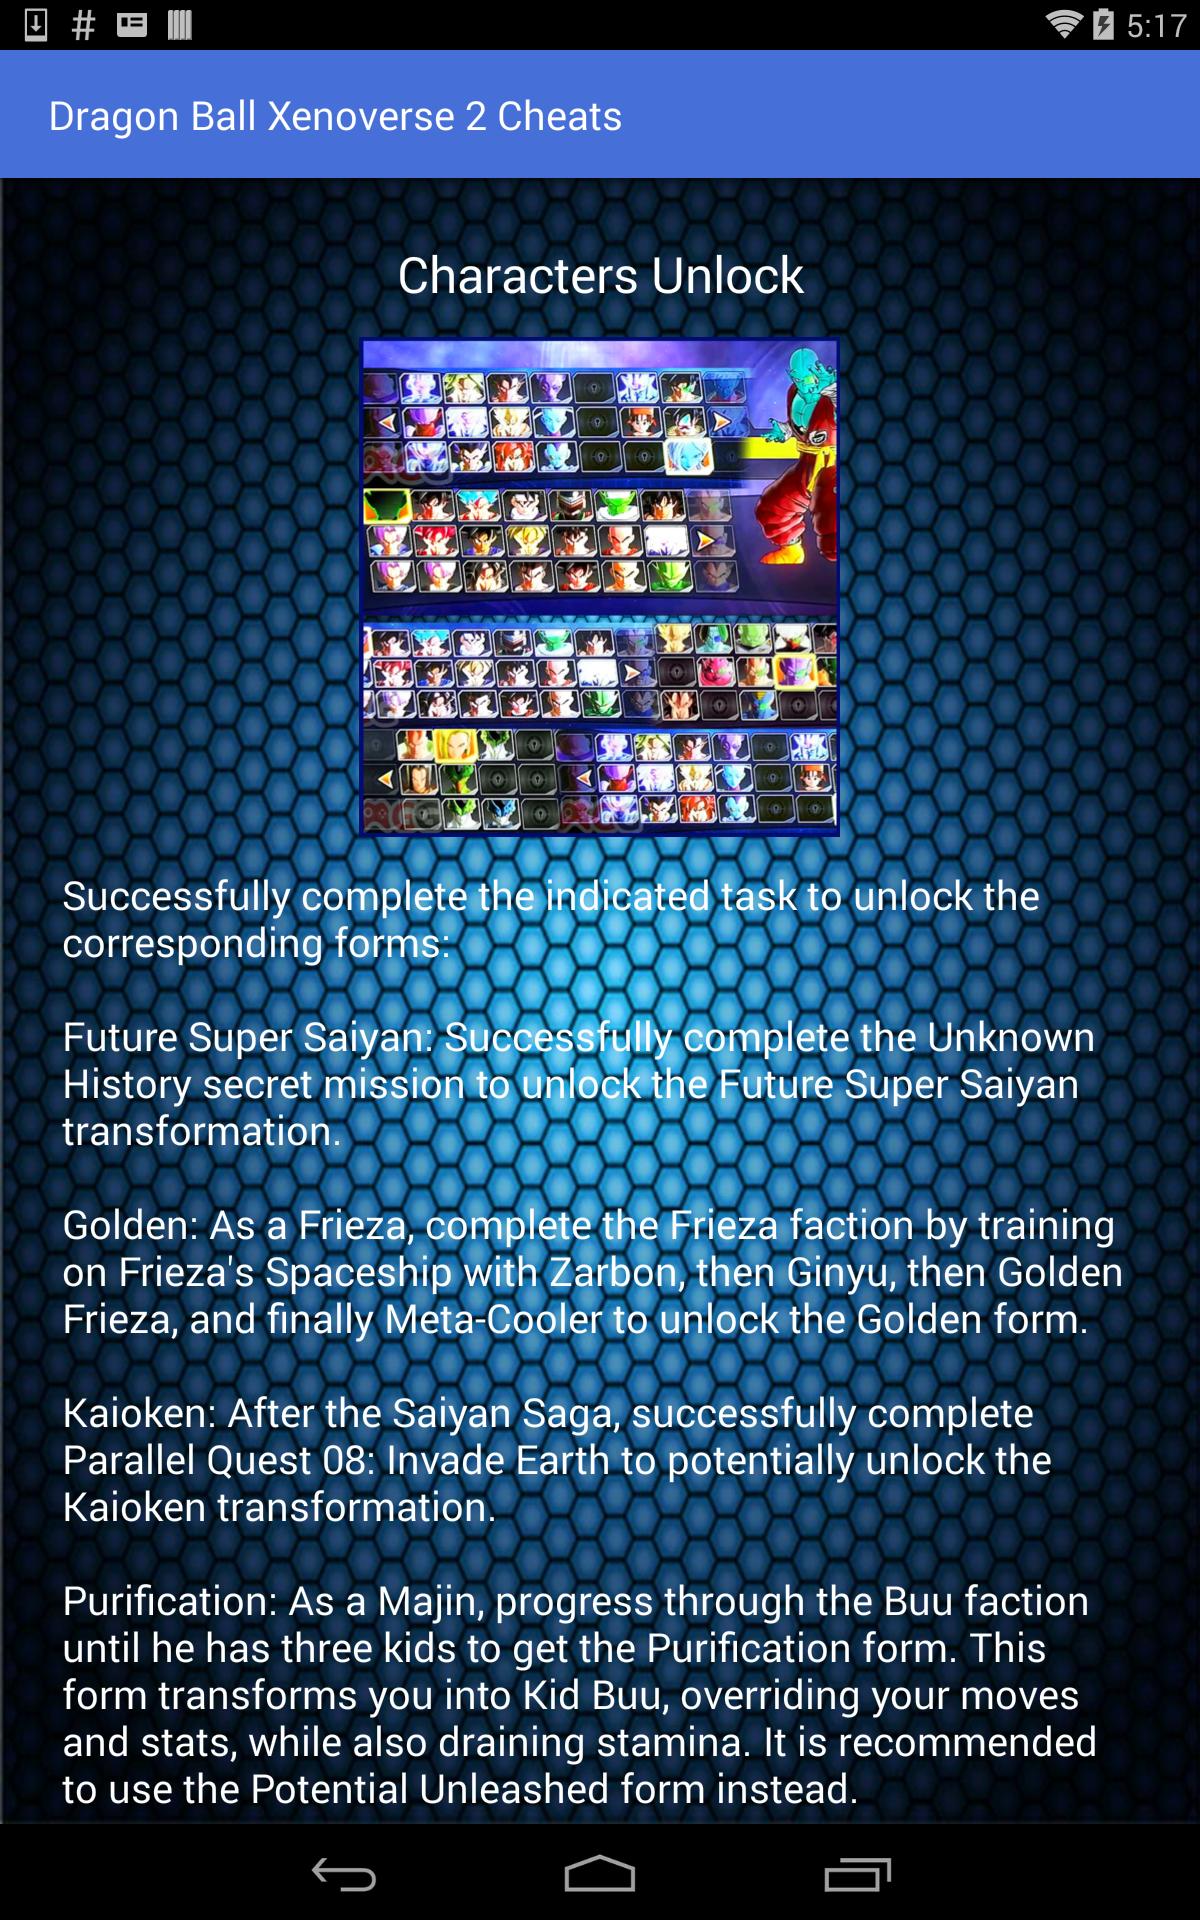 5:17
Dragon Ball Xenoverse 2 Cheats
Characters Unlock
Successfully complete the indicated task to unlock the
corresponding forms:
Future Super Saiyan: Successfully complete the Unknown
History secret mission to unlock the Future Super Saiyan
transformation.
Golden: As a Frieza, complete the Frieza faction by training
on Frieza's Spaceship with Zarbon, then Ginyu, then Golden
Frieza, and finally Meta-Cooler to unlock the Golden form.
Kaioken: After the Saiyan Saga, successfully complete
Parallel Quest 08: Invade Earth to potentially unlock the
Kaioken transformation.
Purification: As a Majin, progress through the Buu faction
until he has three kids to get the Purification form. This
form transforms you into Kid Buu, overriding your moves
and stats, while also draining stamina. It is recommended
to use the Potential Unleashed form instead.